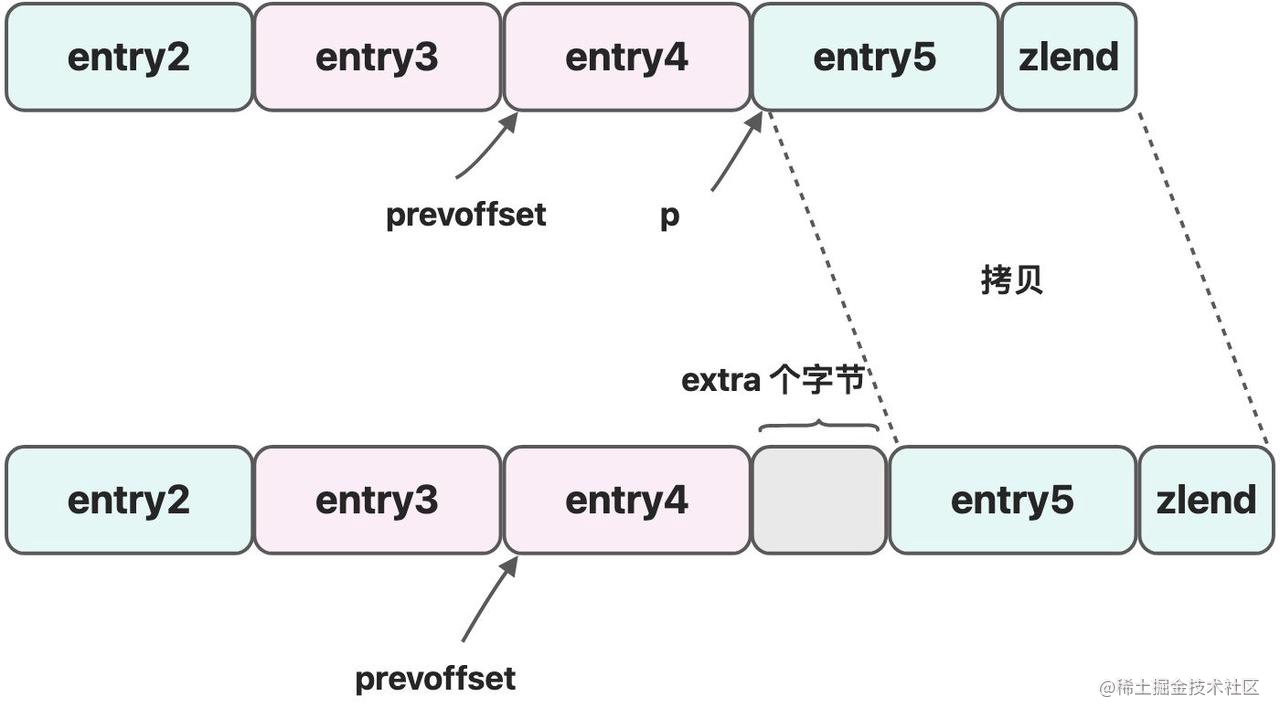 entry2 entry3 entry4 entry5 zlend
prevoffset p
拷贝
extra 个字节
entry2 entry3 entry4 entry5 zlend
prevoffset
@稀土掘金技术社区